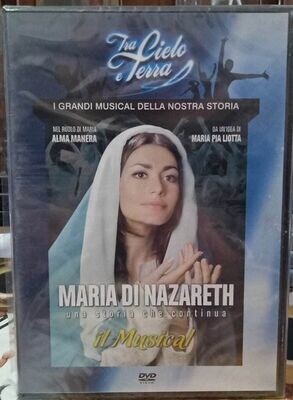 Tra Cielo
e Terra
I GRANDI MUSICAL DELLA NOSTRA STORIA
NEL RUOLO DI MARIA
ALMA MANERA
DA UN'IDEA DI
MARIA PIA LIOTTA
MARIA DI NAZARETH
una storia che continua
il Musical
DVD
VIDEO